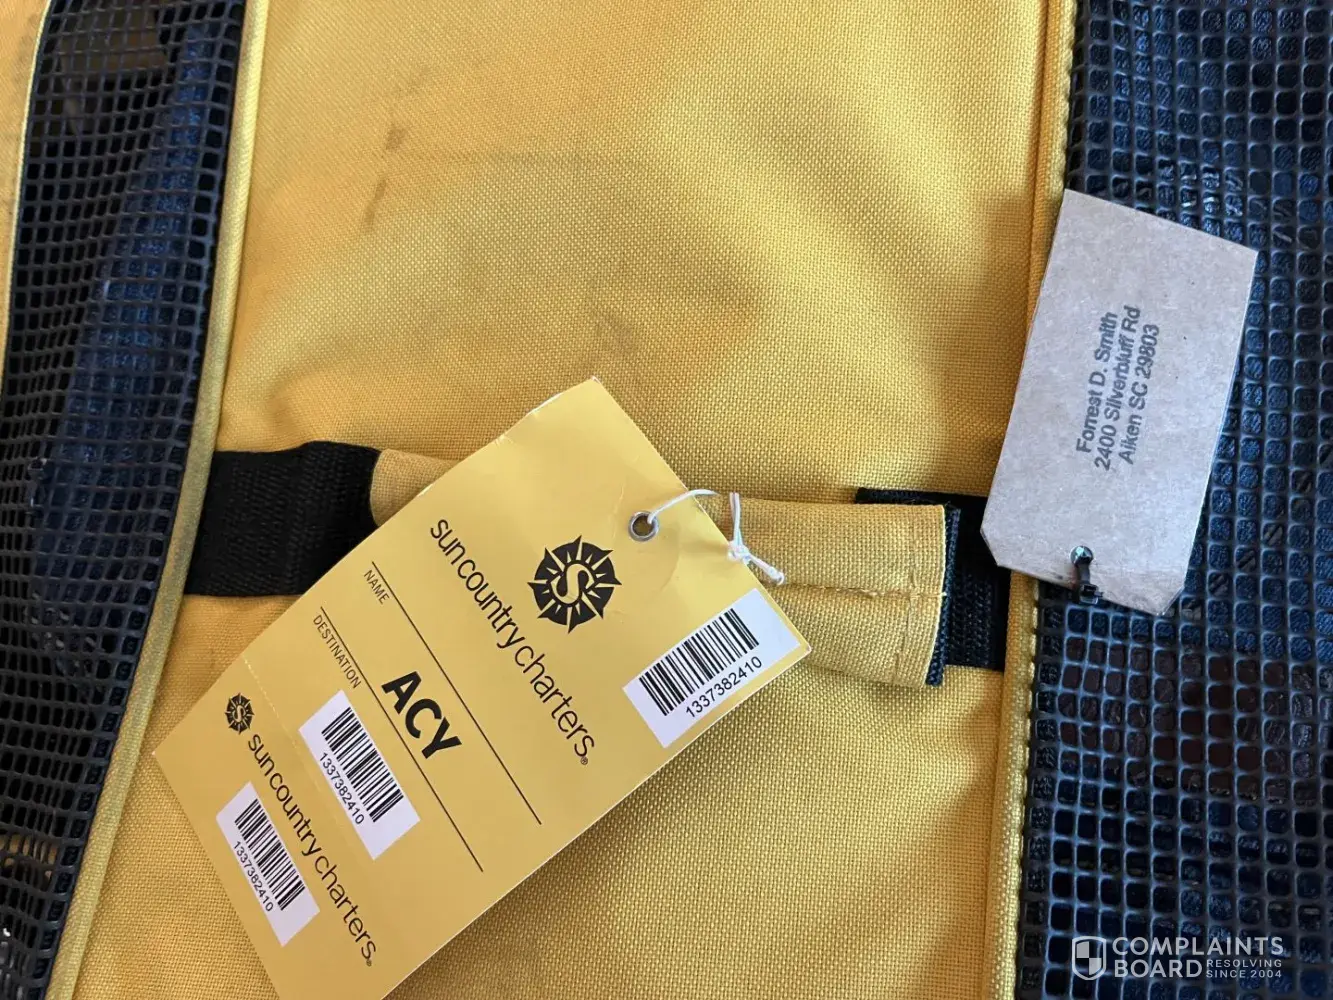 suncountrycharters®
NAME
DESTINATION
ACY
1337382410
1337382410
suncountrycharters®
1337382410
Forrest D. Smith
2400 Silverbluff Rd
Aiken SC 29803
COMPLAINTS
BOARD RESOLVING
SINCE 2004